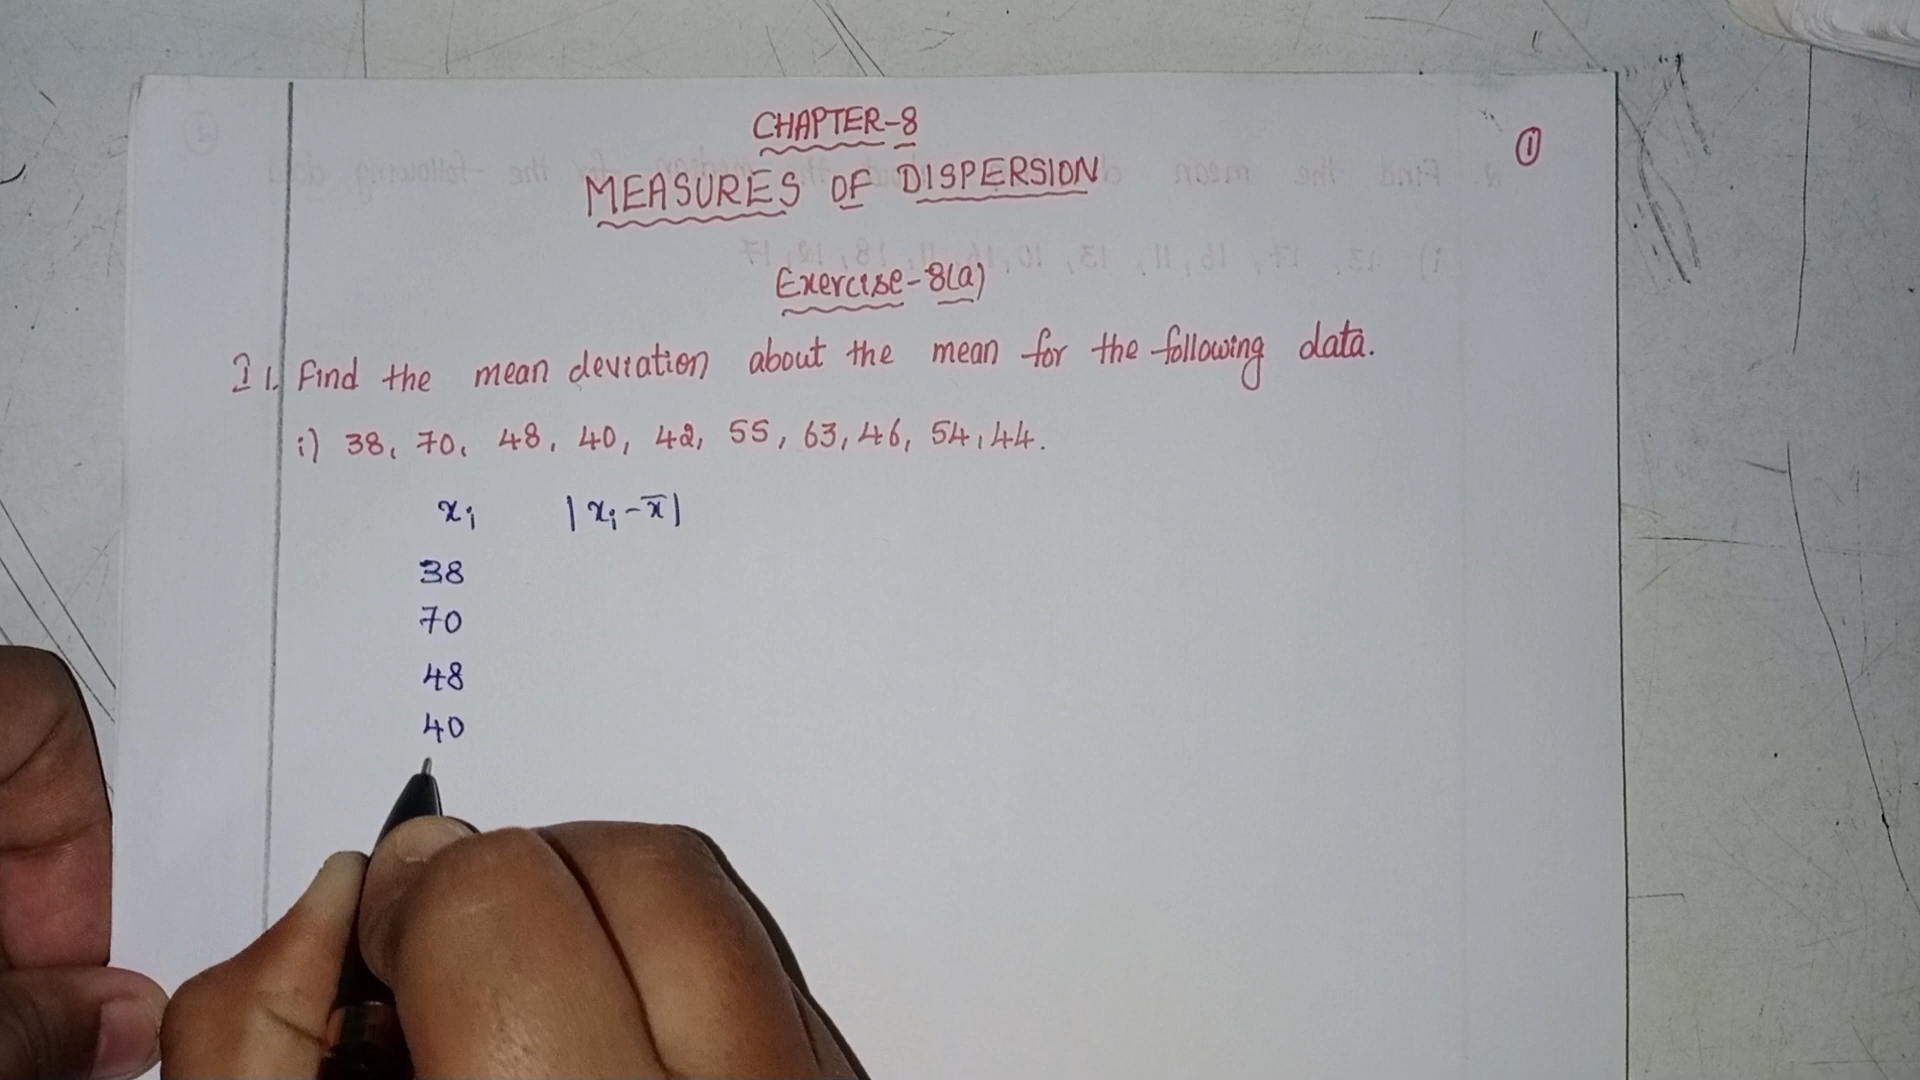 CHAPTER-8
①
MEASURES OF DISPERSION
Exercise-8(a)
I 1. Find the mean deviation about the mean for the following data.
i) 38, 70, 48, 40, 42, 55, 63, 46, 54, 44.
xᵢ |xᵢ-x̄|
38
70
48
40